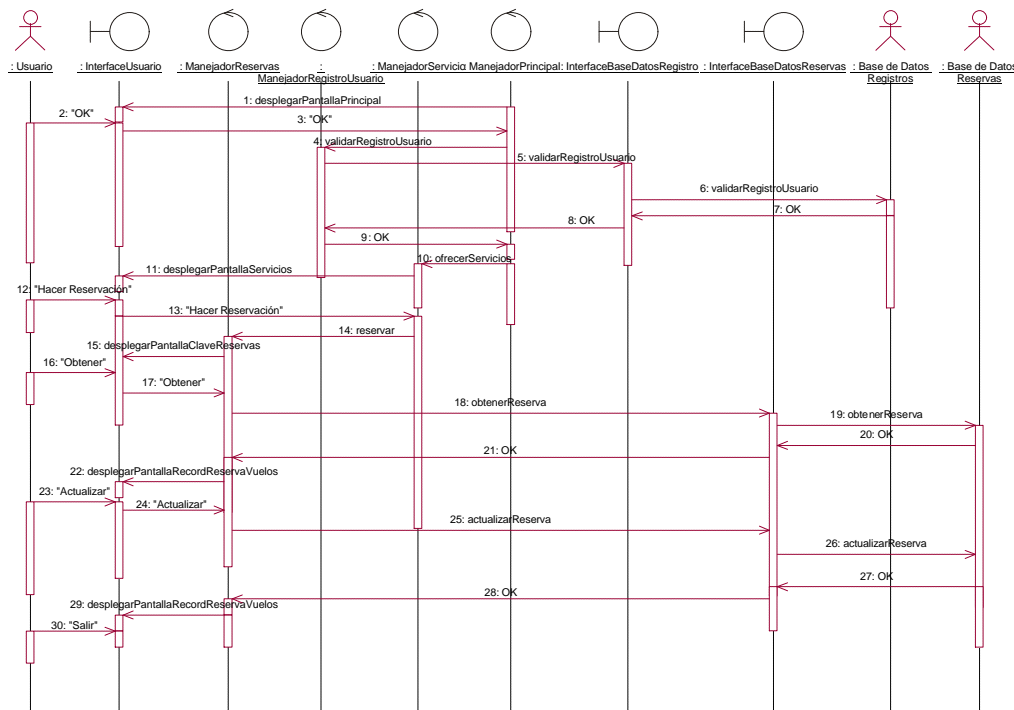 : Usuario
: InterfaceUsuario
: ManejadorReservas
:
ManejadorRegistroUsuario
: ManejadorServicio
: ManejadorPrincipal
: InterfaceBaseDatosRegistro
: InterfaceBaseDatosReservas
: Base de Datos
Registros
: Base de Datos
Reservas
1: desplegarPantallaPrincipal
2: "OK"
3: "OK"
4: validarRegistroUsuario
5: validarRegistroUsuario
6: validarRegistroUsuario
7: OK
8: OK
9: OK
10: ofrecerServicios
11: desplegarPantallaServicios
12: "Hacer Reservación"
13: "Hacer Reservación"
14: reservar
15: desplegarPantallaClaveReservas
16: "Obtener"
17: "Obtener"
18: obtenerReserva
19: obtenerReserva
20: OK
21: OK
22: desplegarPantallaRecordReservaVuelos
23: "Actualizar"
24: "Actualizar"
25: actualizarReserva
26: actualizarReserva
27: OK
28: OK
29: desplegarPantallaRecordReservaVuelos
30: "Salir"